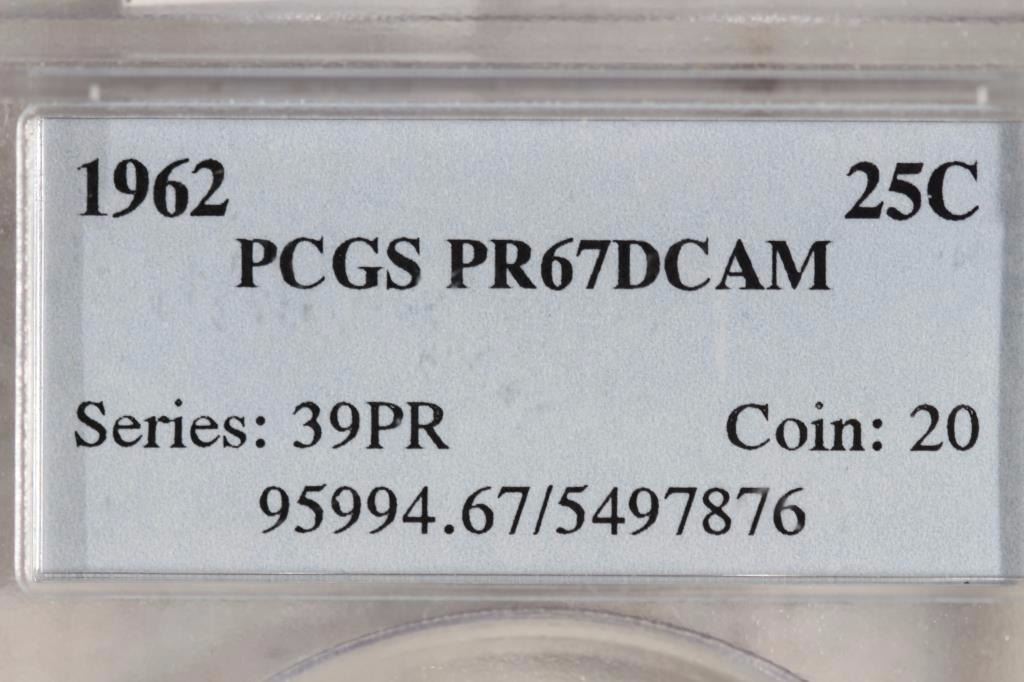 1962 25C
PCGS PR67DCAM
Series: 39PR Coin: 20
95994.67/5497876